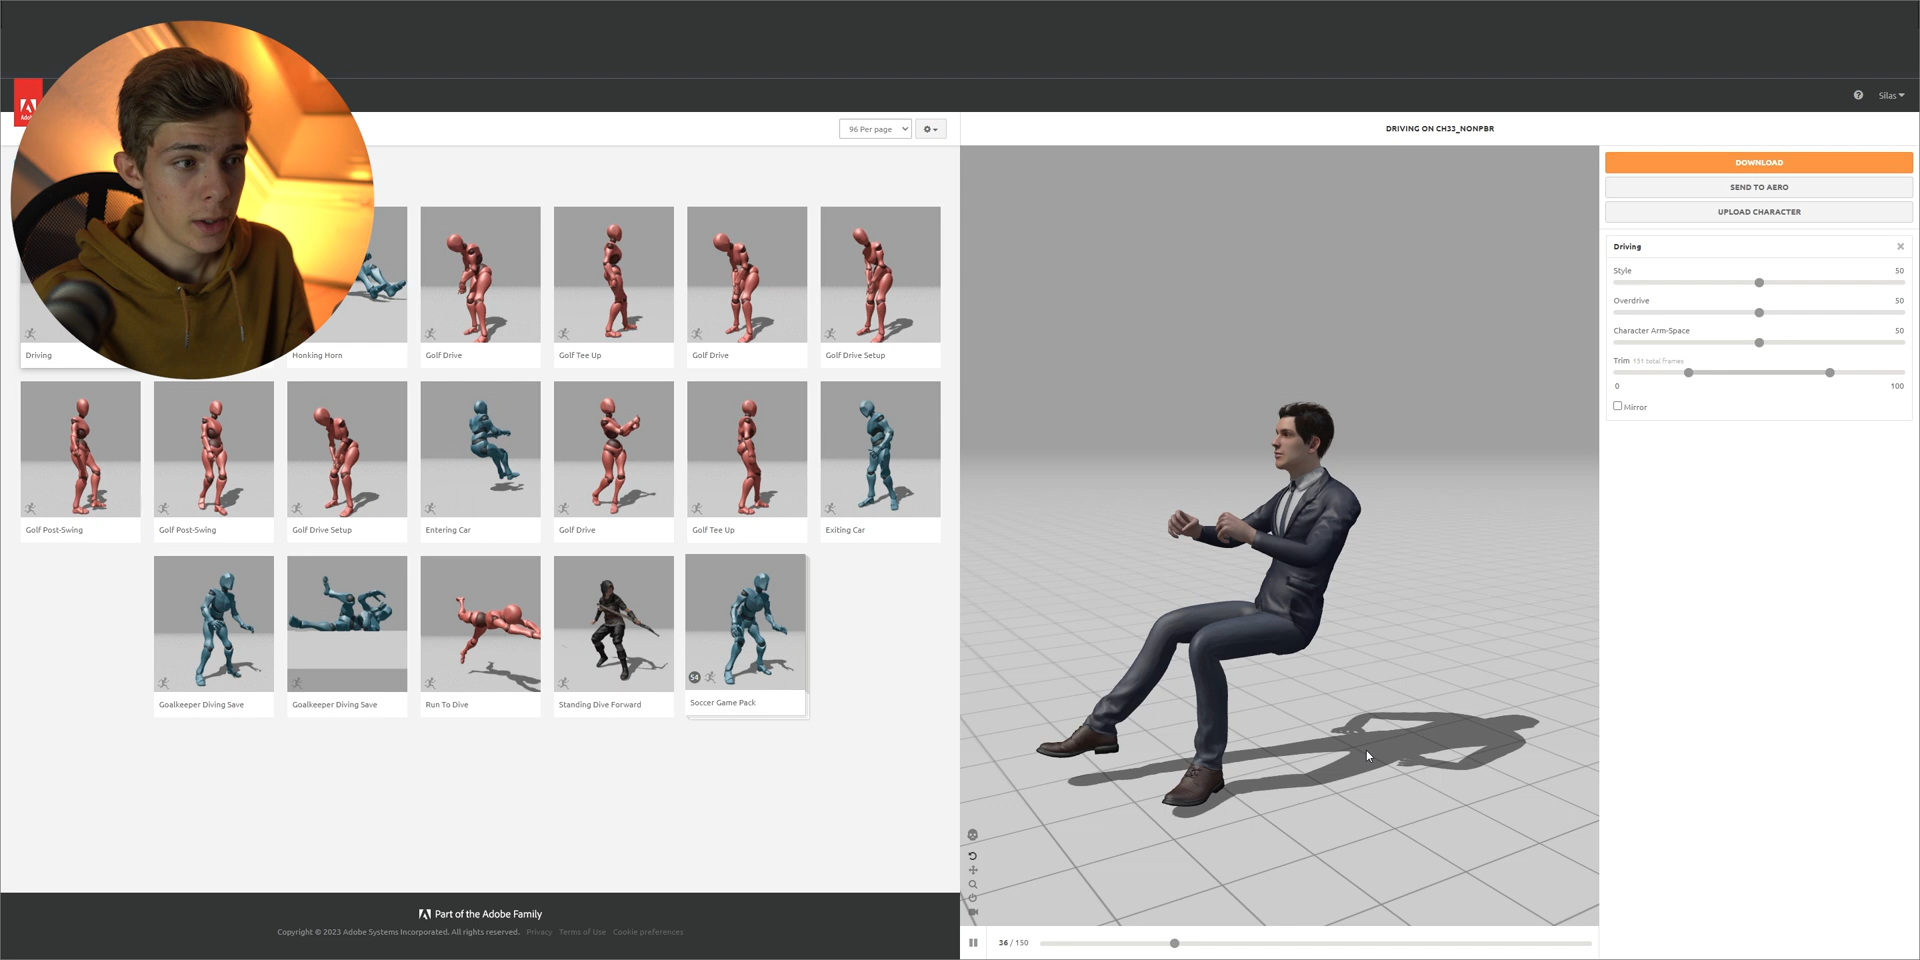 Silas
96 Per page
DRIVING ON CH33_NONPBR
DOWNLOAD
SEND TO AERO
UPLOAD CHARACTER
Driving
Style 50
Overdrive 50
Character Arm-Space 50
Trim 151 total frames
0 100
Mirror
Driving Honking Horn Golf Drive Golf Tee Up Golf Drive Golf Drive Setup
Golf Post-Swing Golf Post-Swing Golf Drive Setup Entering Car Golf Drive Golf Tee Up Exiting Car
54
Goalkeeper Diving Save Goalkeeper Diving Save Run To Dive Standing Dive Forward Soccer Game Pack
Part of the Adobe Family
Copyright © 2023 Adobe Systems Incorporated. All rights reserved. Privacy Terms of Use Cookie preferences
36 / 150